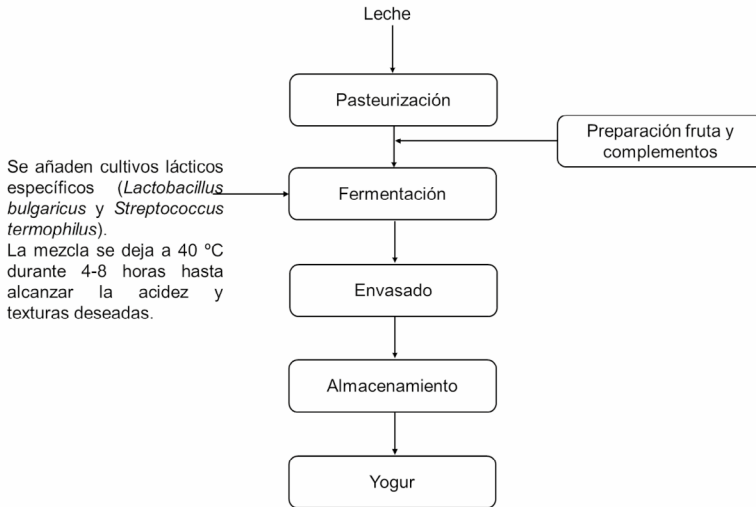 Leche
Pasteurización
Preparación fruta y
complementos
Se añaden cultivos lácticos
específicos (Lactobacillus
bulgaricus y Streptococcus
termophilus).
La mezcla se deja a 40 ºC
durante 4-8 horas hasta
alcanzar la acidez y
texturas deseadas.
Fermentación
Envasado
Almacenamiento
Yogur